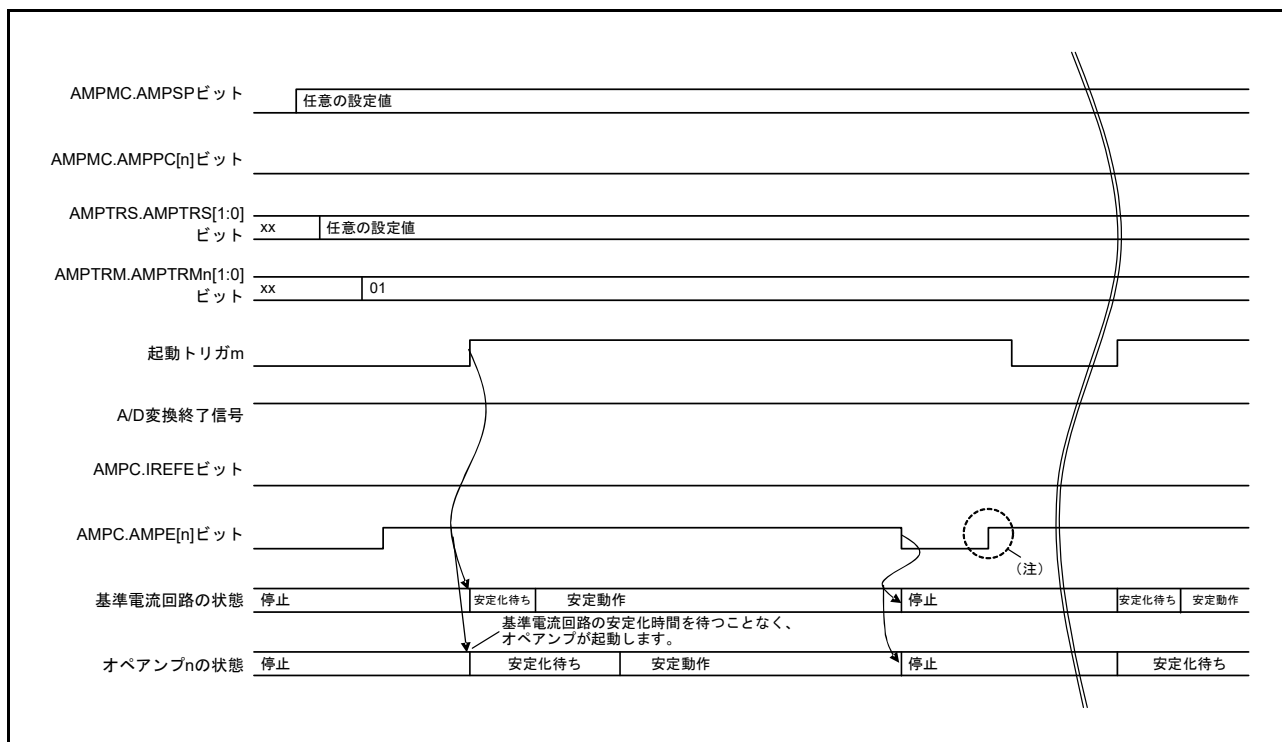 AMPMC.AMPSPビット
任意の設定値
AMPMC.AMPPC[n]ビット
AMPTRS.AMPTRS[1:0]
ビット
xx
任意の設定値
AMPTRM.AMPTRMn[1:0]
ビット
xx
01
起動トリガm
A/D変換終了信号
AMPC.IREFEビット
AMPC.AMPE[n]ビット
（注）
基準電流回路の状態
停止
安定化待ち
安定動作
停止
安定化待ち
安定動作
基準電流回路の安定化時間を待つことなく、
オペアンプが起動します。
オペアンプnの状態
停止
安定化待ち
安定動作
停止
安定化待ち